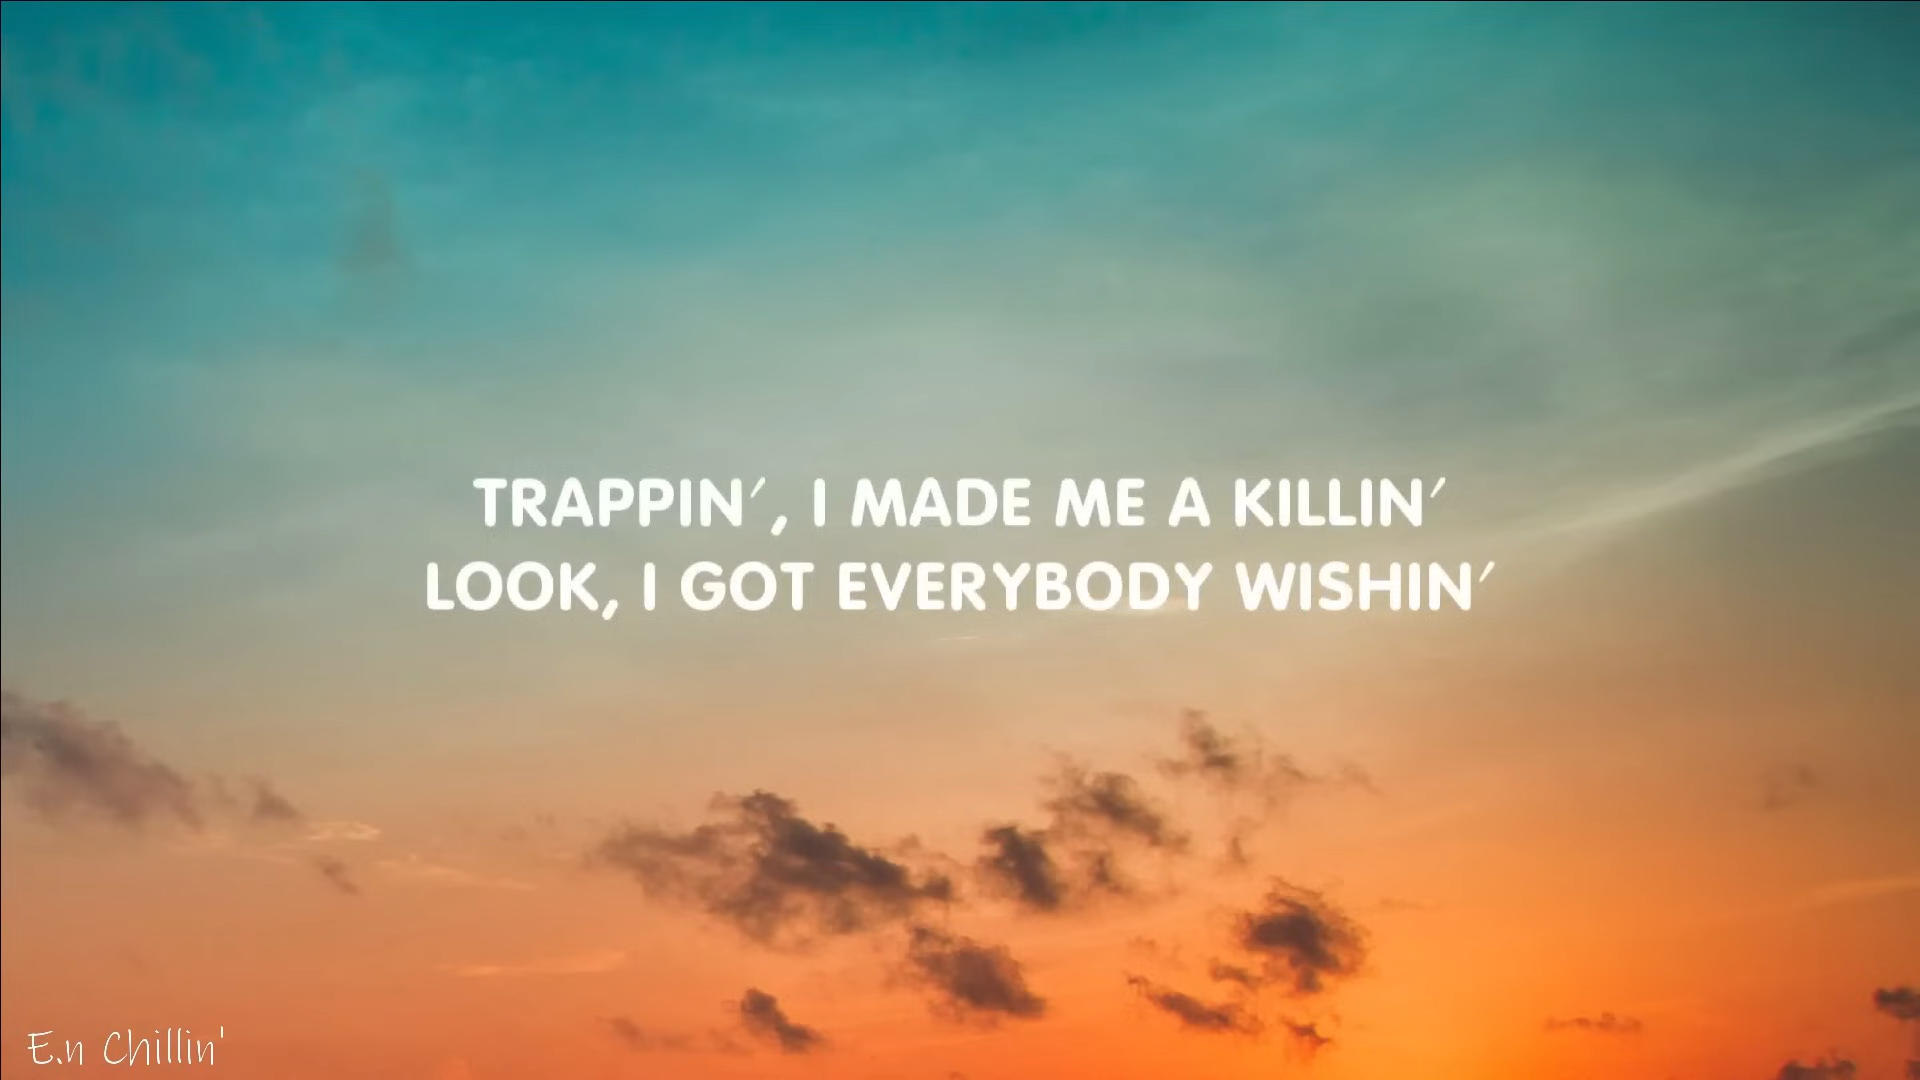 TRAPPIN', I MADE ME A KILLIN'
LOOK, I GOT EVERYBODY WISHIN'
E.n Chillin'